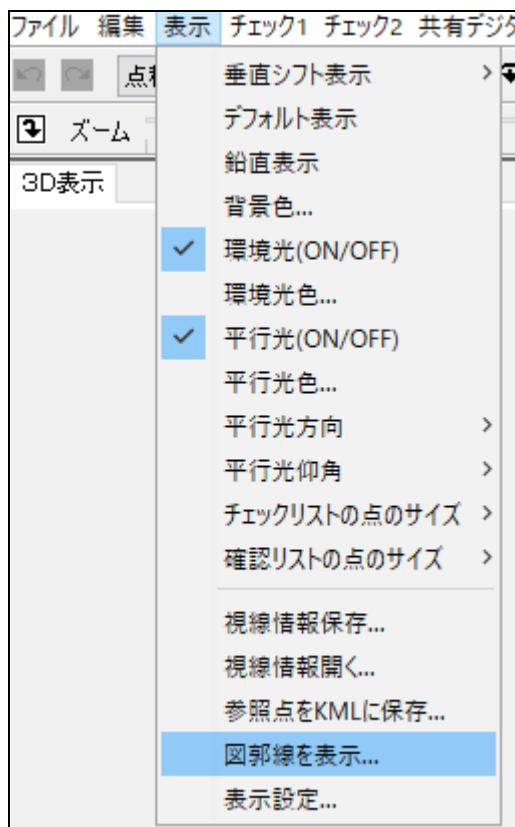 ファイル 編集 表示 チェック1 チェック2 共有デジタ
点
垂直シフト表示
ズーム
デフォルト表示
鉛直表示
3D表示
背景色...
環境光(ON/OFF)
環境光色...
平行光(ON/OFF)
平行光色...
平行光方向
平行光仰角
チェックリストの点のサイズ
確認リストの点のサイズ
視線情報保存...
視線情報開く...
参照点をKMLに保存...
図郭線を表示...
表示設定...